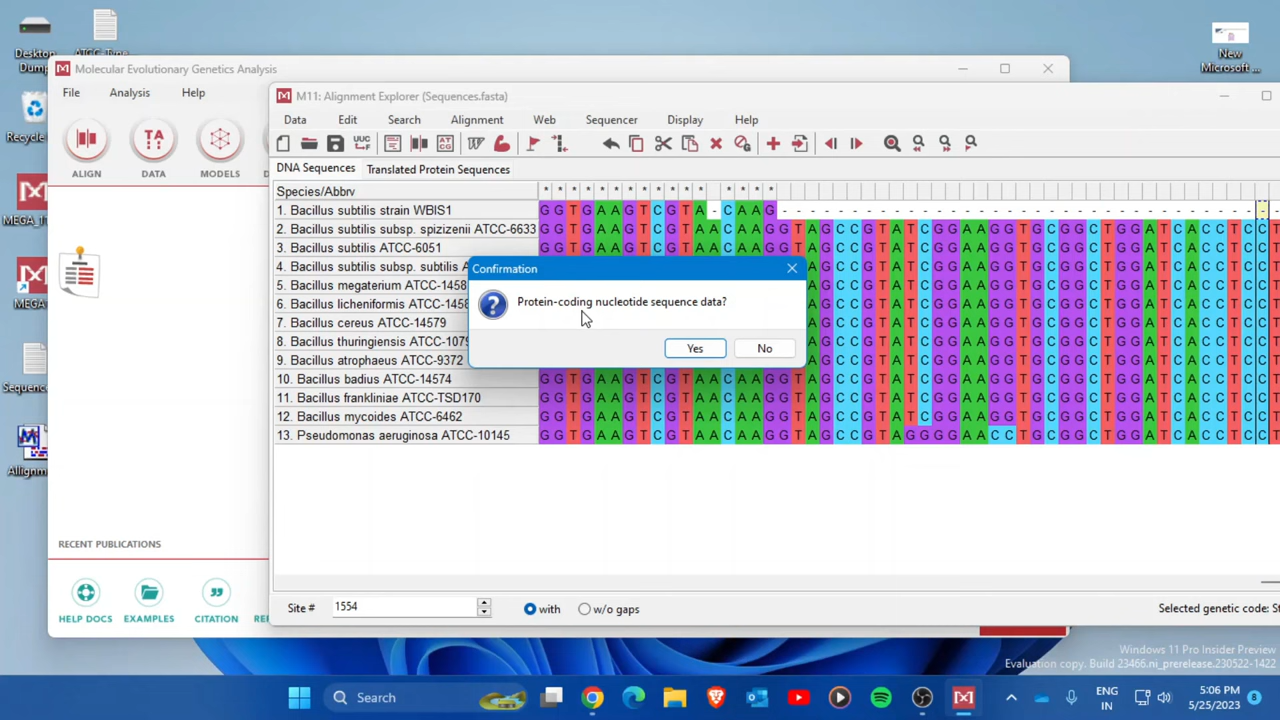 Desktop
Dump
ATCC-Type
New
Microsoft ...
Recycle
MEGA_11
MEGA
Sequenc
Allignm
Molecular Evolutionary Genetics Analysis
File Analysis Help
ALIGN DATA MODELS
RECENT PUBLICATIONS
HELP DOCS EXAMPLES CITATION
M11: Alignment Explorer (Sequences.fasta)
Data Edit Search Alignment Web Sequencer Display Help
DNA Sequences Translated Protein Sequences
Species/Abbrv * * * * * * * * * * * * * * * *
1. Bacillus subtilis strain WBIS1 G G T G A A G T C G T A - C A A G - - - - - - - - - - - - - - - - - - - - - - - - - - - - - - - - - - -
2. Bacillus subtilis subsp. spizizenii ATCC-6633 G G T G A A G T C G T A A C A A G G T A G C C G T A T C G G A A G G T G C G G C T G G A T C A C C T C C T
3. Bacillus subtilis ATCC-6051 G G T G A A G T C G T A A C A A G G T A G C C G T A T C G G A A G G T G C G G C T G G A T C A C C T C C T
4. Bacillus subtilis subsp. subtilis A
5. Bacillus megaterium ATCC-1458
6. Bacillus licheniformis ATCC-1458
7. Bacillus cereus ATCC-14579
8. Bacillus thuringiensis ATCC-1079
9. Bacillus atrophaeus ATCC-9372
10. Bacillus badius ATCC-14574 G G T G A A G T C G T A A C A A G G T A G C C G T A T C G G A A G G T G C G G C T G G A T C A C C T C C T
11. Bacillus frankliniae ATCC-TSD170 G G T G A A G T C G T A A C A A G G T A G C C G T A T C G G A A G G T G C G G C T G G A T C A C C T C C T
12. Bacillus mycoides ATCC-6462 G G T G A A G T C G T A A C A A G G T A G C C G T A T C G G A A G G T G C G G C T G G A T C A C C T C C T
13. Pseudomonas aeruginosa ATCC-10145 G G T G A A G T C G T A A C A A G G T A G C C G T A G G G G A A C C T G C G G C T G G A T C A C C T C C T
Confirmation
Protein-coding nucleotide sequence data?
Yes No
Site # 1554 with w/o gaps Selected genetic code: St
Windows 11 Pro Insider Preview
Evaluation copy. Build 23466.ni_prerelease.230522-1422
Search
ENG
IN
5:06 PM
5/25/2023
8